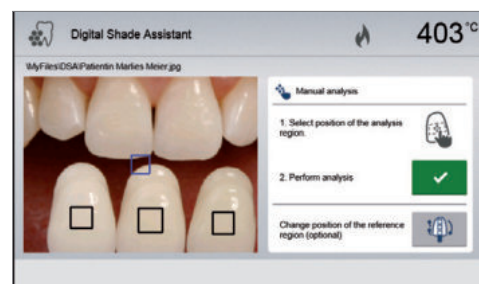 Digital Shade Assistant
403°C
\MyFiles\DSA\Patientin Marlies Meier.jpg
Manual analysis
1. Select position of the analysis
region.
2. Perform analysis
Change position of the reference
region (optional)